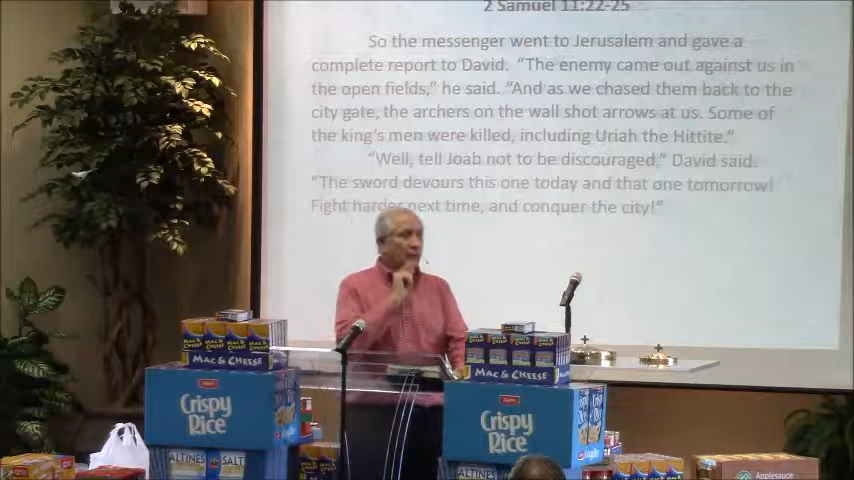 2 Samuel 11:22-25
So the messenger went to Jerusalem and gave a
complete report to David. "The enemy came out against us in
the open fields," he said. "And as we chased them back to the
city gate, the archers on the wall shot arrows at us. Some of
the king's men were killed, including Uriah the Hittite."
"Well, tell Joab not to be discouraged," David said.
"The sword devours this one today and that one tomorrow!
Fight harder next time, and conquer the city!"
MAC & CHEESE
MAC & CHEESE
Crispy
Rice
Crispy
Rice
ALTINES
SALT
ALTINES
SALT
Applesauce